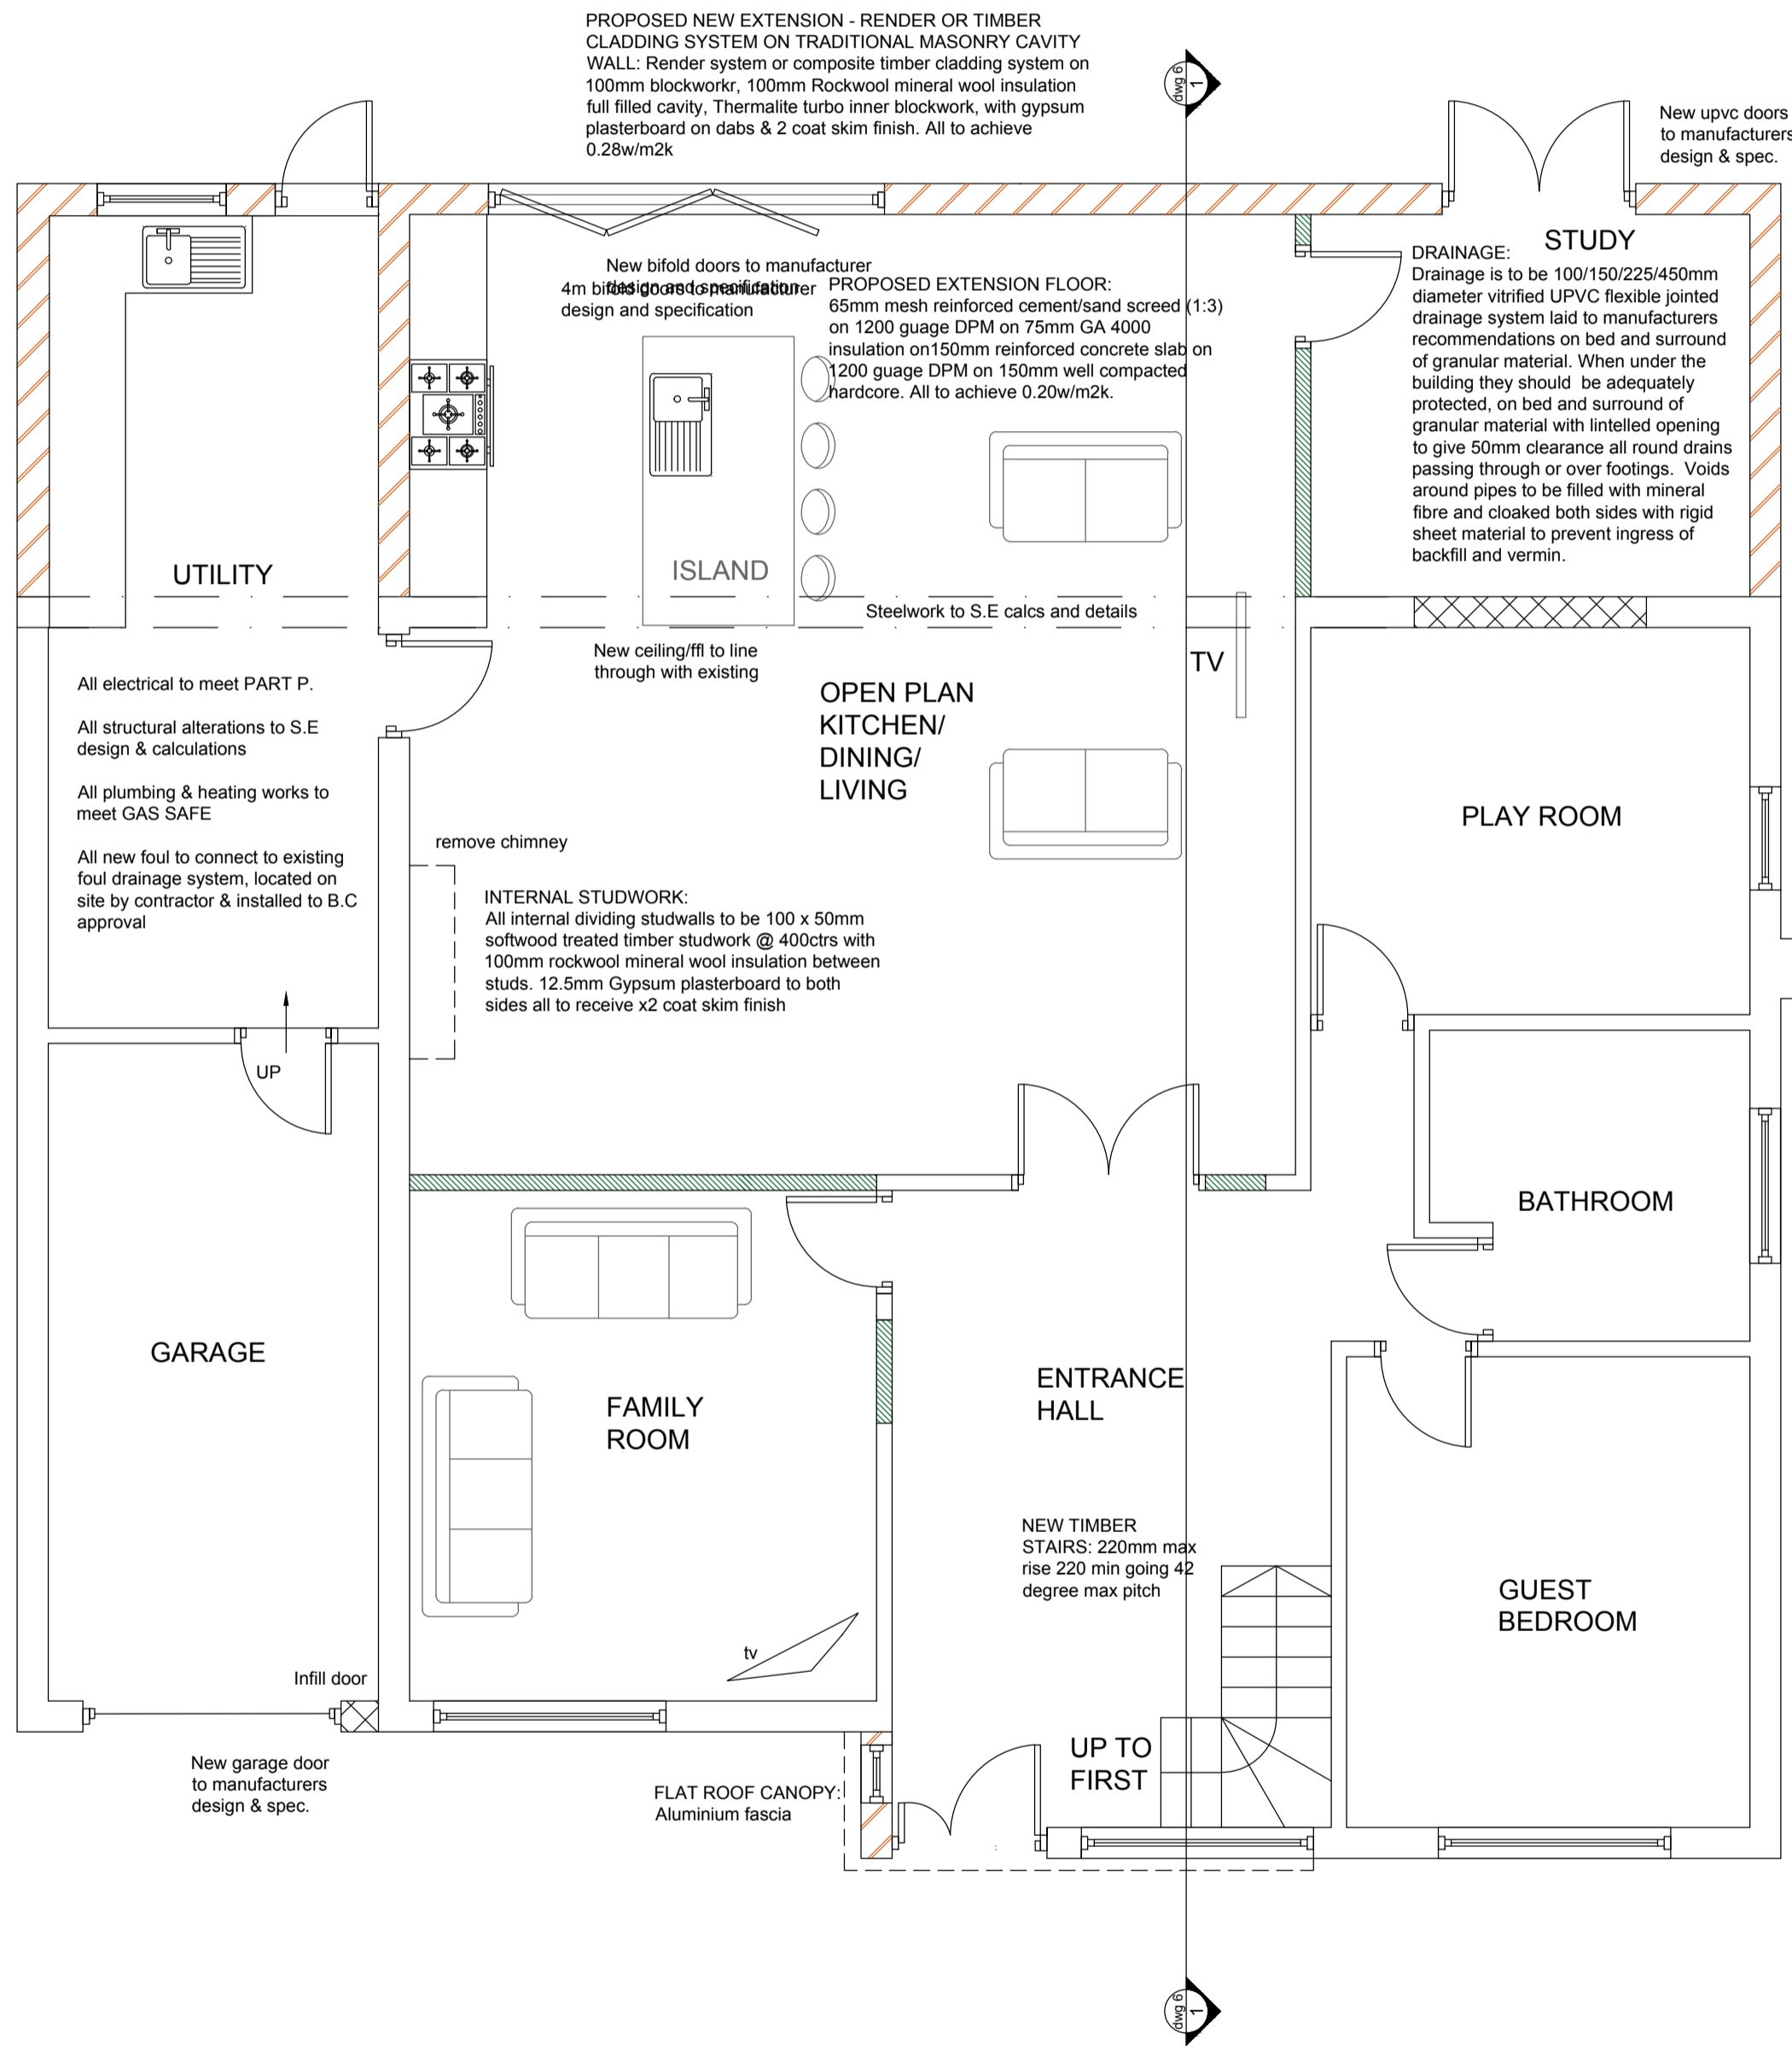 PROPOSED NEW EXTENSION - RENDER OR TIMBER
CLADDING SYSTEM ON TRADITIONAL MASONRY CAVITY
WALL: Render system or composite timber cladding system on
100mm blockworkr, 100mm Rockwool mineral wool insulation
full filled cavity, Thermalite turbo inner blockwork, with gypsum
plasterboard on dabs & 2 coat skim finish. All to achieve
0.28w/m2k
dwg 6
1
New upvc doors
to manufacturers
design & spec.
STUDY
DRAINAGE:
Drainage is to be 100/150/225/450mm
diameter vitrified UPVC flexible jointed
drainage system laid to manufacturers
recommendations on bed and surround
of granular material. When under the
building they should be adequately
protected, on bed and surround of
granular material with lintelled opening
to give 50mm clearance all round drains
passing through or over footings. Voids
around pipes to be filled with mineral
fibre and cloaked both sides with rigid
sheet material to prevent ingress of
backfill and vermin.
New bifold doors to manufacturer
design and specification
4m bifold doors to manufacturer
design and specification
PROPOSED EXTENSION FLOOR:
65mm mesh reinforced cement/sand screed (1:3)
on 1200 guage DPM on 75mm GA 4000
insulation on150mm reinforced concrete slab on
1200 guage DPM on 150mm well compacted
hardcore. All to achieve 0.20w/m2k.
UTILITY
ISLAND
Steelwork to S.E calcs and details
New ceiling/ffl to line
through with existing
TV
OPEN PLAN
KITCHEN/
DINING/
LIVING
All electrical to meet PART P.
All structural alterations to S.E
design & calculations
All plumbing & heating works to
meet GAS SAFE
All new foul to connect to existing
foul drainage system, located on
site by contractor & installed to B.C
approval
remove chimney
PLAY ROOM
INTERNAL STUDWORK:
All internal dividing studwalls to be 100 x 50mm
softwood treated timber studwork @ 400ctrs with
100mm rockwool mineral wool insulation between
studs. 12.5mm Gypsum plasterboard to both
sides all to receive x2 coat skim finish
UP
BATHROOM
GARAGE
FAMILY
ROOM
ENTRANCE
HALL
NEW TIMBER
STAIRS: 220mm max
rise 220 min going 42
degree max pitch
GUEST
BEDROOM
tv
Infill door
UP TO
FIRST
New garage door
to manufacturers
design & spec.
FLAT ROOF CANOPY:
Aluminium fascia
dwg 6
1